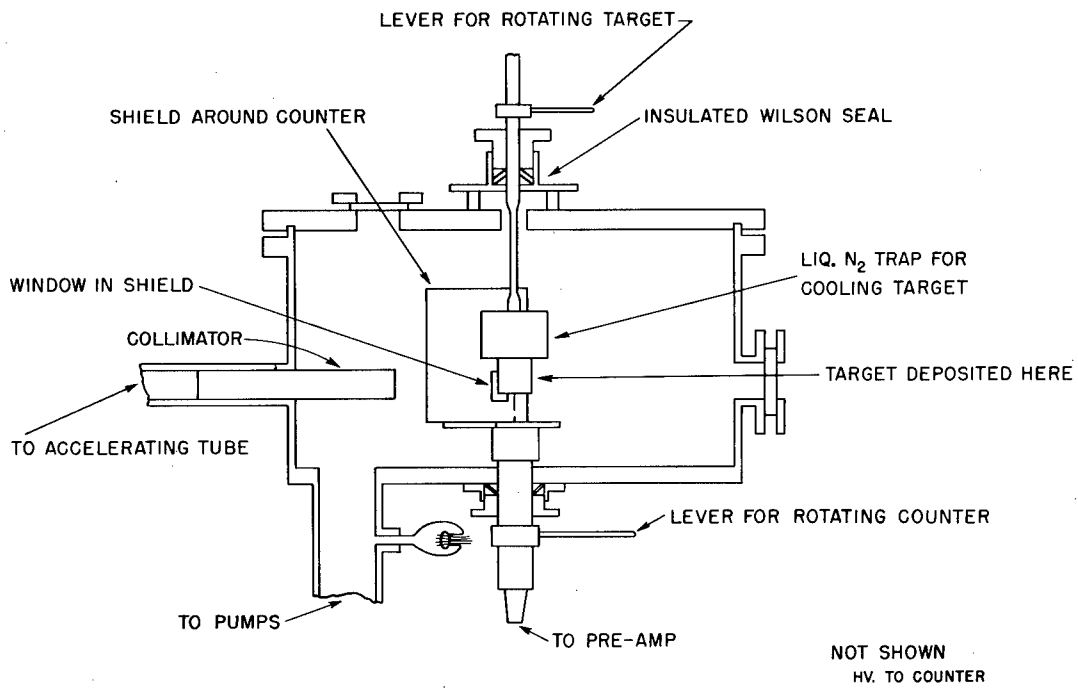 LEVER FOR ROTATING TARGET
SHIELD AROUND COUNTER
INSULATED WILSON SEAL
WINDOW IN SHIELD
LIQ. N₂ TRAP FOR
COOLING TARGET
COLLIMATOR
TARGET DEPOSITED HERE
TO ACCELERATING TUBE
LEVER FOR ROTATING COUNTER
TO PUMPS
TO PRE-AMP
NOT SHOWN
HV. TO COUNTER